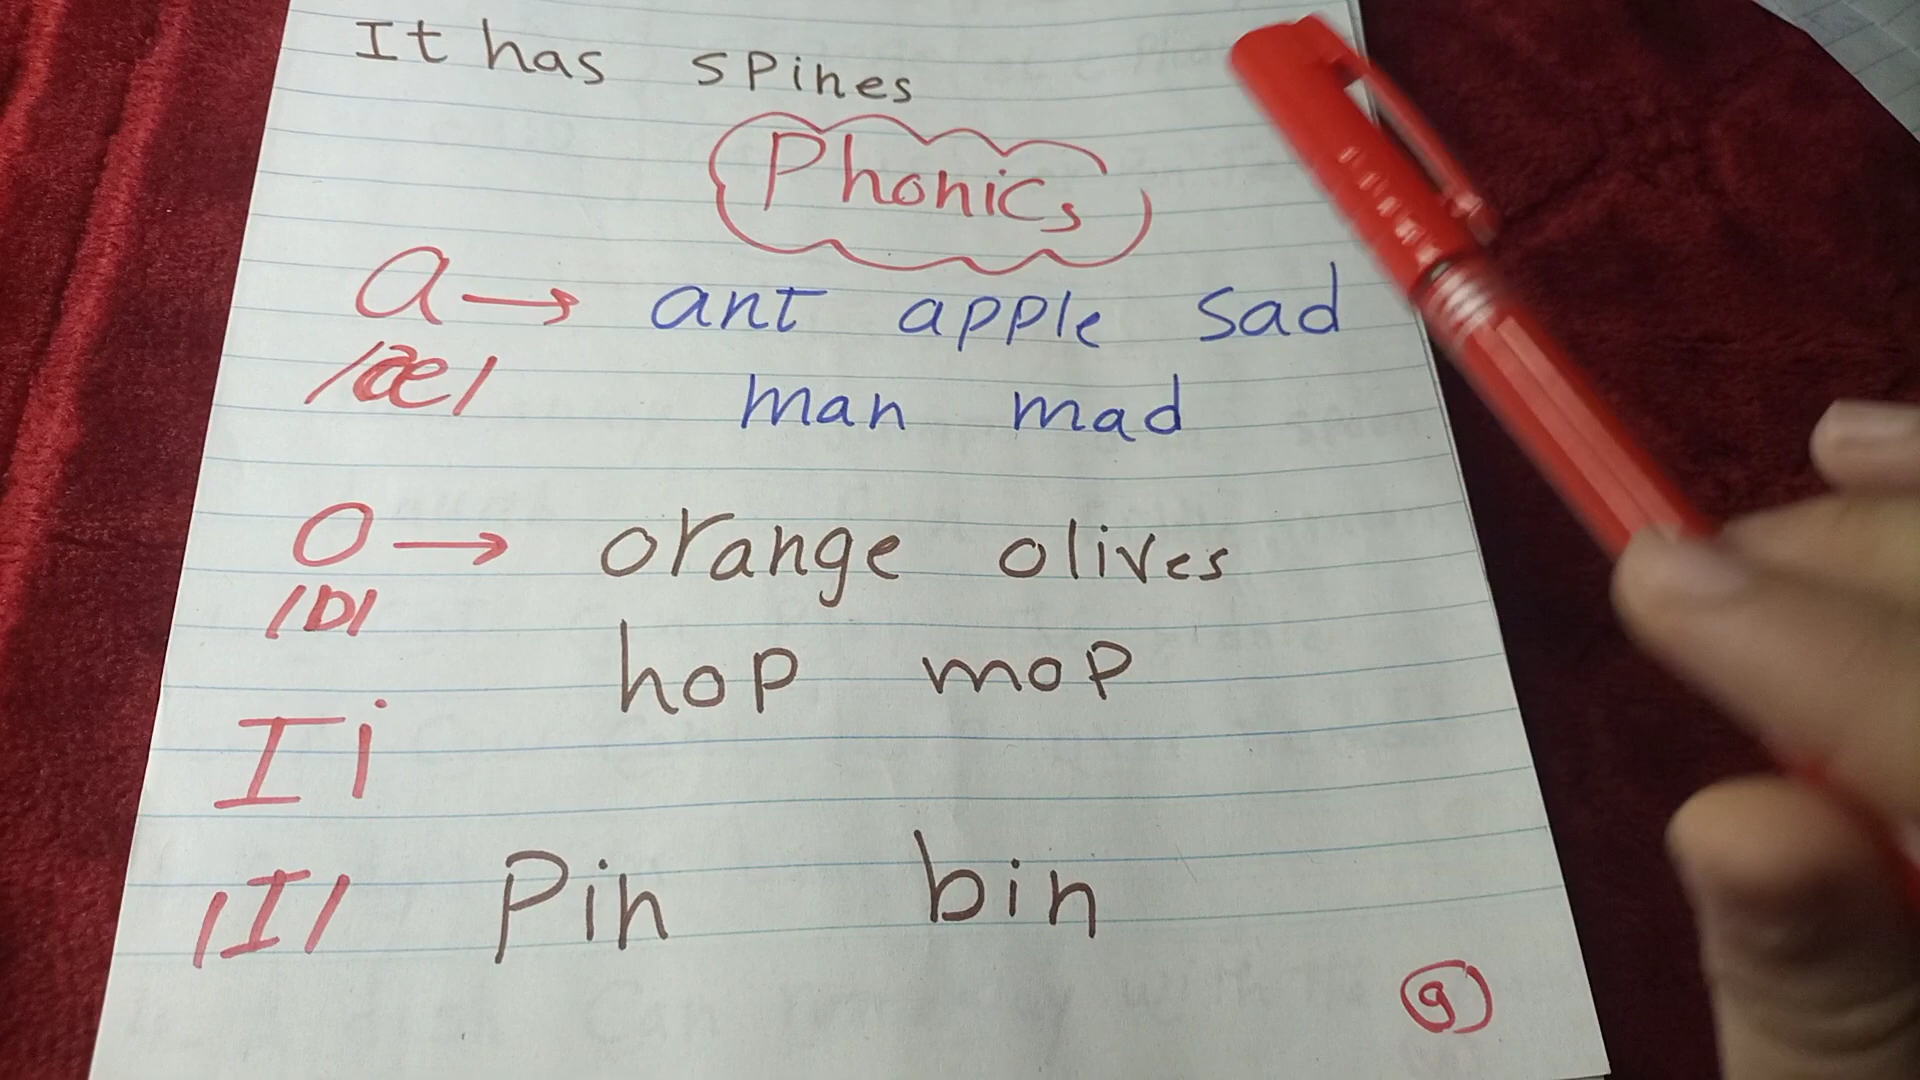 It has spines
Phonics
a → ant apple sad
/æ/ man mad
o → orange olives
/ɒ/ hop mop
I i
/I/ Pin bin
9